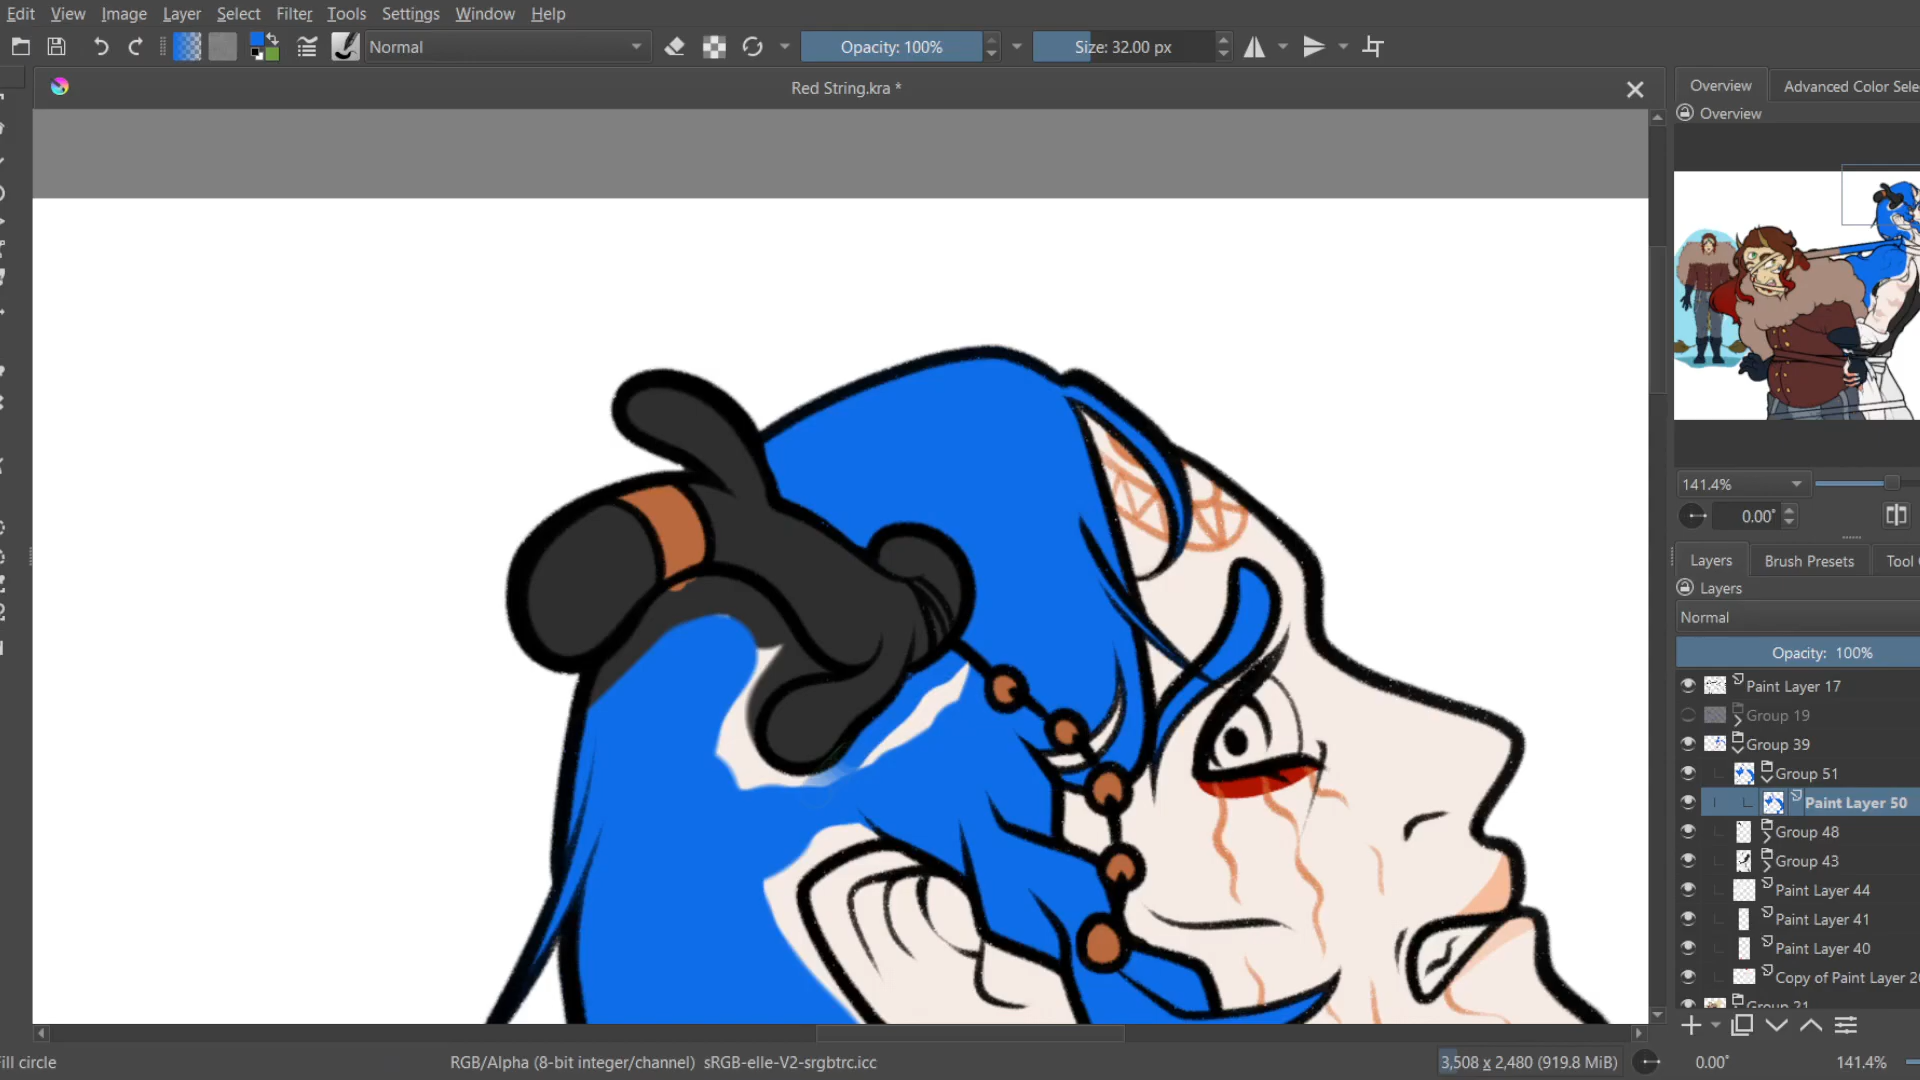 Edit View Image Layer Select Filter Tools Settings Window Help
Normal Opacity: 100% Size: 32.00 px
Red String.kra *
Overview Advanced Color Sele
Overview
141.4%
0.00°
Layers Brush Presets Tool
Layers
Normal
Opacity: 100%
Paint Layer 17
Group 19
Group 39
Group 51
Paint Layer 50
Group 48
Group 43
Paint Layer 44
Paint Layer 41
Paint Layer 40
Copy of Paint Layer 2
Group 21
ill circle RGB/Alpha (8-bit integer/channel) sRGB-elle-V2-srgbtrc.icc 3,508 x 2,480 (919.8 MiB) 0.00° 141.4%